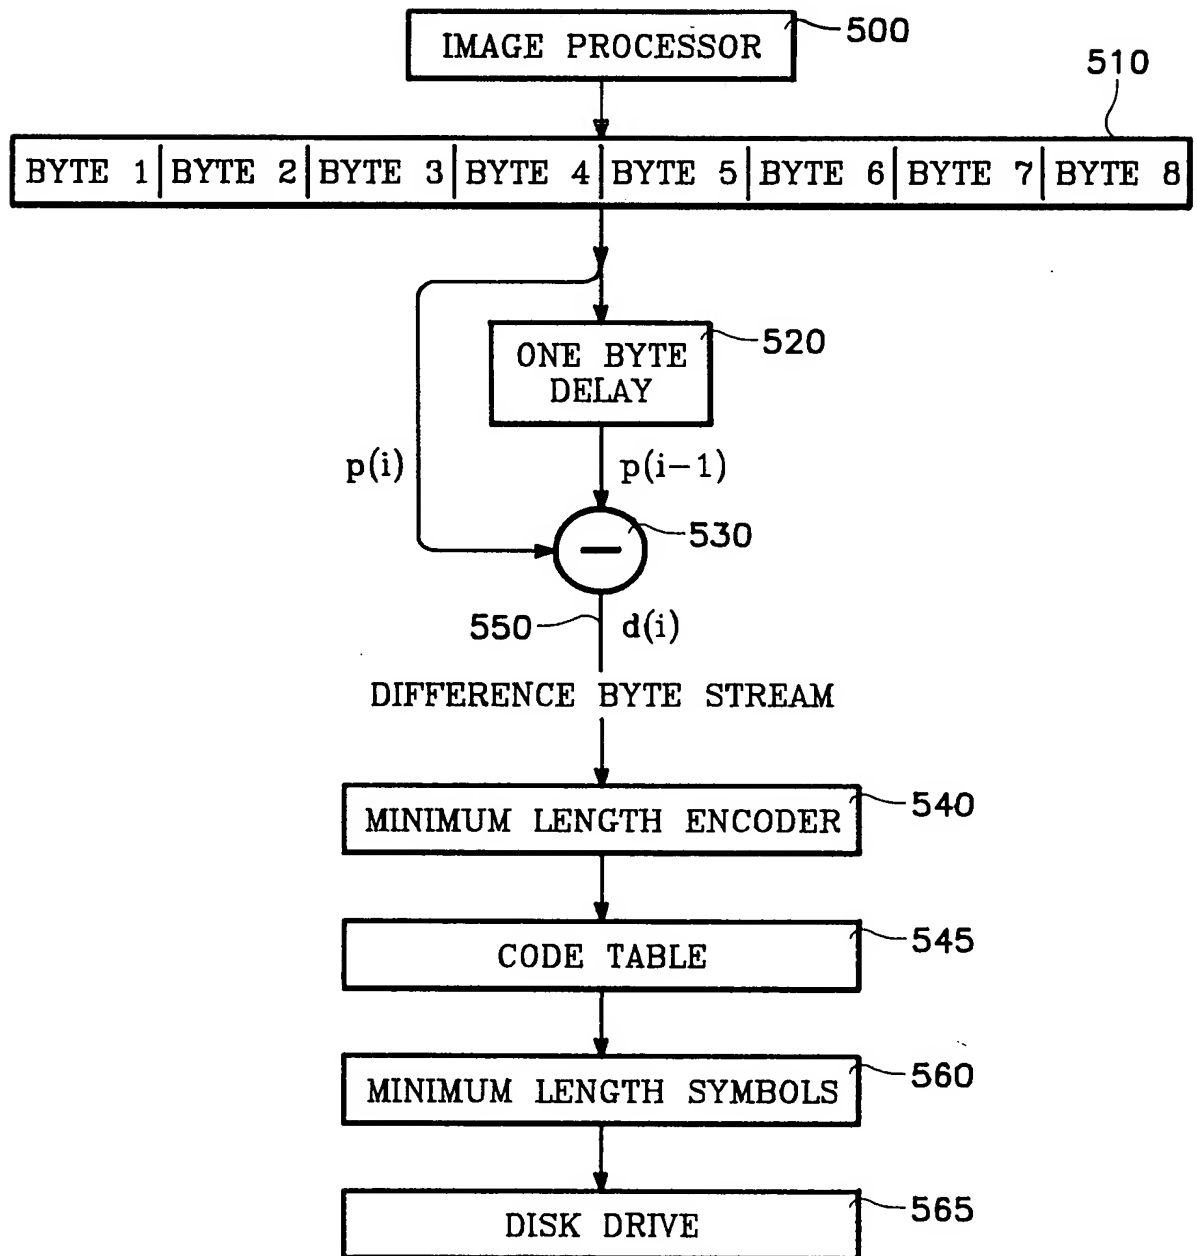 IMAGE PROCESSOR
500
510
BYTE 1 BYTE 2 BYTE 3 BYTE 4 BYTE 5 BYTE 6 BYTE 7 BYTE 8
ONE BYTE
DELAY
520
p(i)
p(i-1)
530
550
d(i)
DIFFERENCE BYTE STREAM
MINIMUM LENGTH ENCODER
540
CODE TABLE
545
MINIMUM LENGTH SYMBOLS
560
DISK DRIVE
565